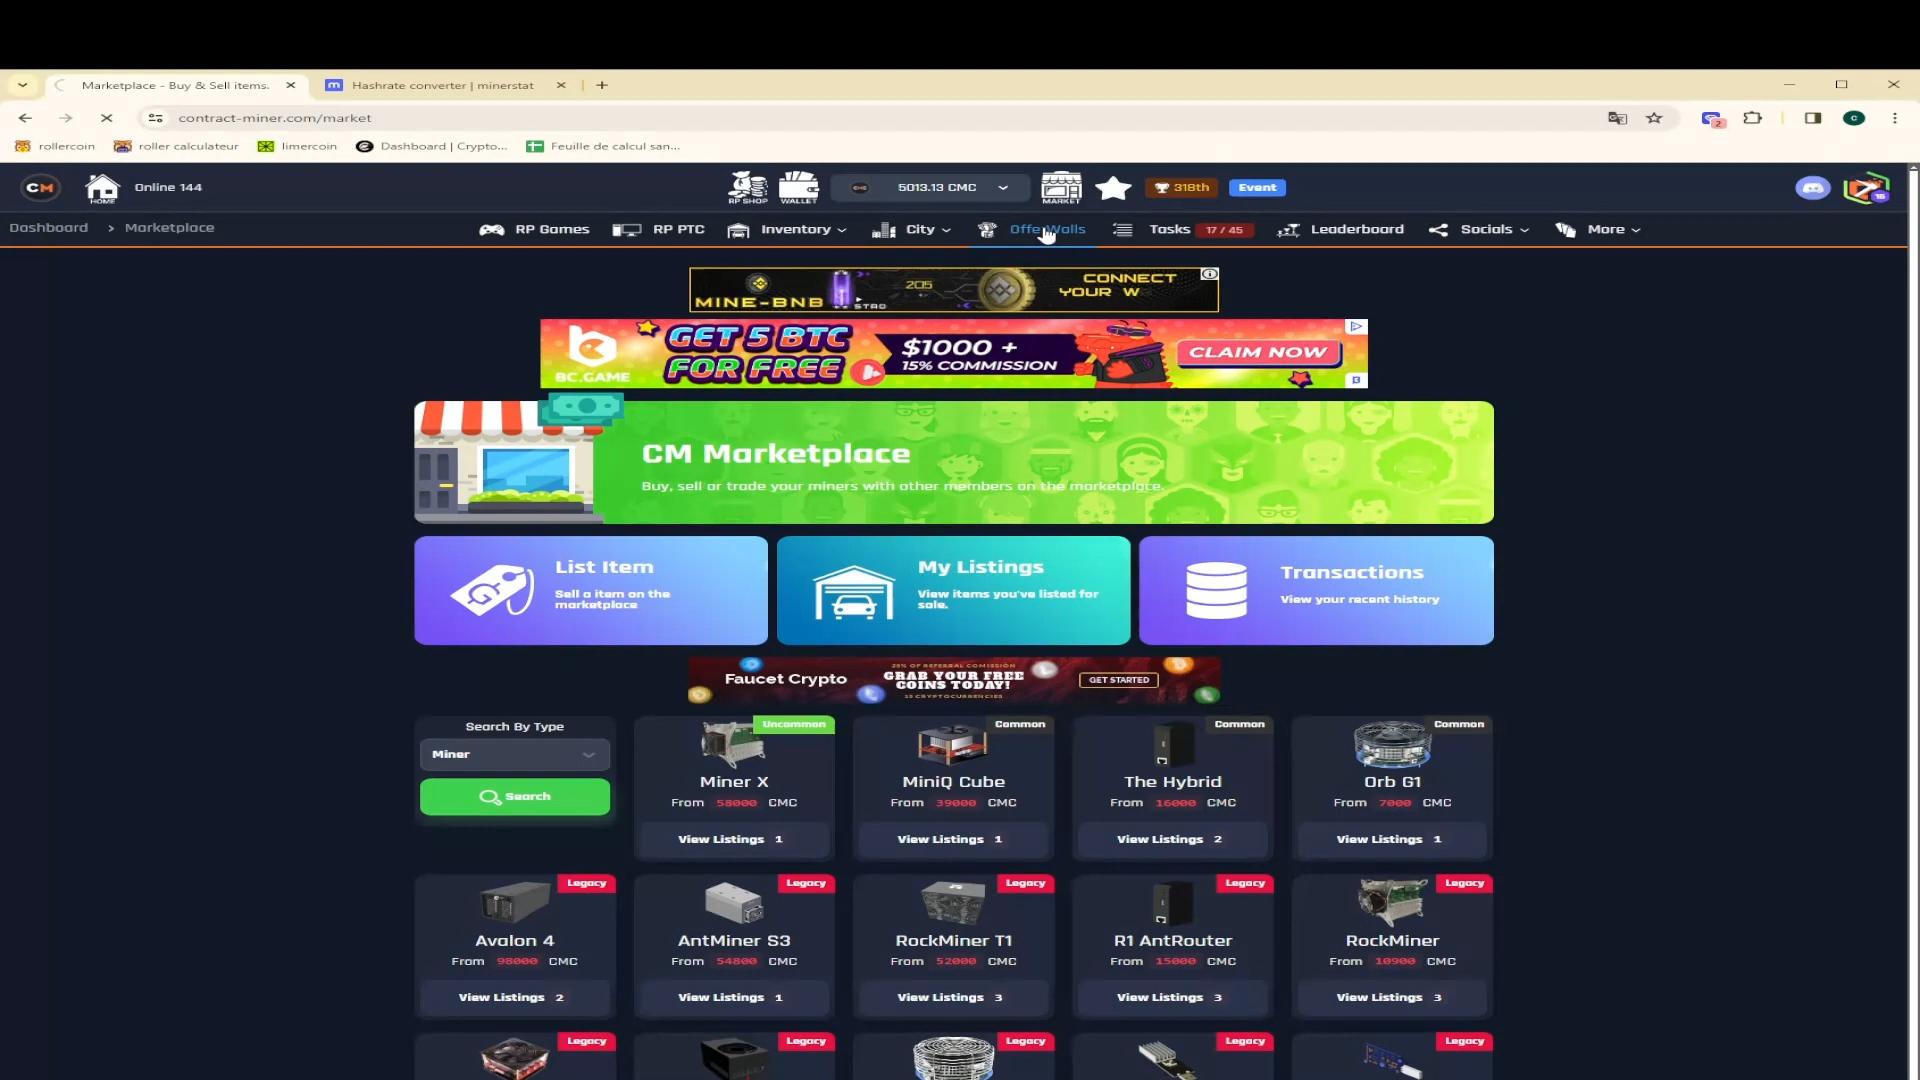 Marketplace - Buy & Sell items.
Hashrate converter | minerstat
contract-miner.com/market
2
C
rollercoin
roller calculateur
limercoin
Dashboard | Crypto...
Feuille de calcul san...
CM
HOME
Online 144
RP SHOP
WALLET
5013.13 CMC
MARKET
318th
Event
16
Dashboard > Marketplace
RP Games
RP PTC
Inventory
City
Tasks
17 / 45
Leaderboard
Socials
More
MINE-BNB
205
CONNECT
YOUR W
BC.GAME
GET 5 BTC
FOR FREE
$1000 +
15% COMMISSION
CLAIM NOW
CM Marketplace
Buy, sell or trade your miners with other members on the marketplace.
List Item
Sell a item on the
marketplace
My Listings
View items you've listed for
sale.
Transactions
View your recent history
Faucet Crypto
25% OF REFERRAL COMISSION
GRAB YOUR FREE
COINS TODAY!
GET STARTED
Search By Type
Miner
Search
Uncommon
Miner X
From 58000 CMC
View Listings 1
Common
MiniQ Cube
From 39000 CMC
View Listings 1
Common
The Hybrid
From 16000 CMC
View Listings 2
Common
Orb G1
From 7000 CMC
View Listings 1
Legacy
Avalon 4
From 98000 CMC
View Listings 2
Legacy
AntMiner S3
From 54800 CMC
View Listings 1
Legacy
RockMiner T1
From 52000 CMC
View Listings 3
Legacy
R1 AntRouter
From 15000 CMC
View Listings 3
Legacy
RockMiner
From 10900 CMC
View Listings 3
Legacy
Legacy
Legacy
Legacy
Legacy